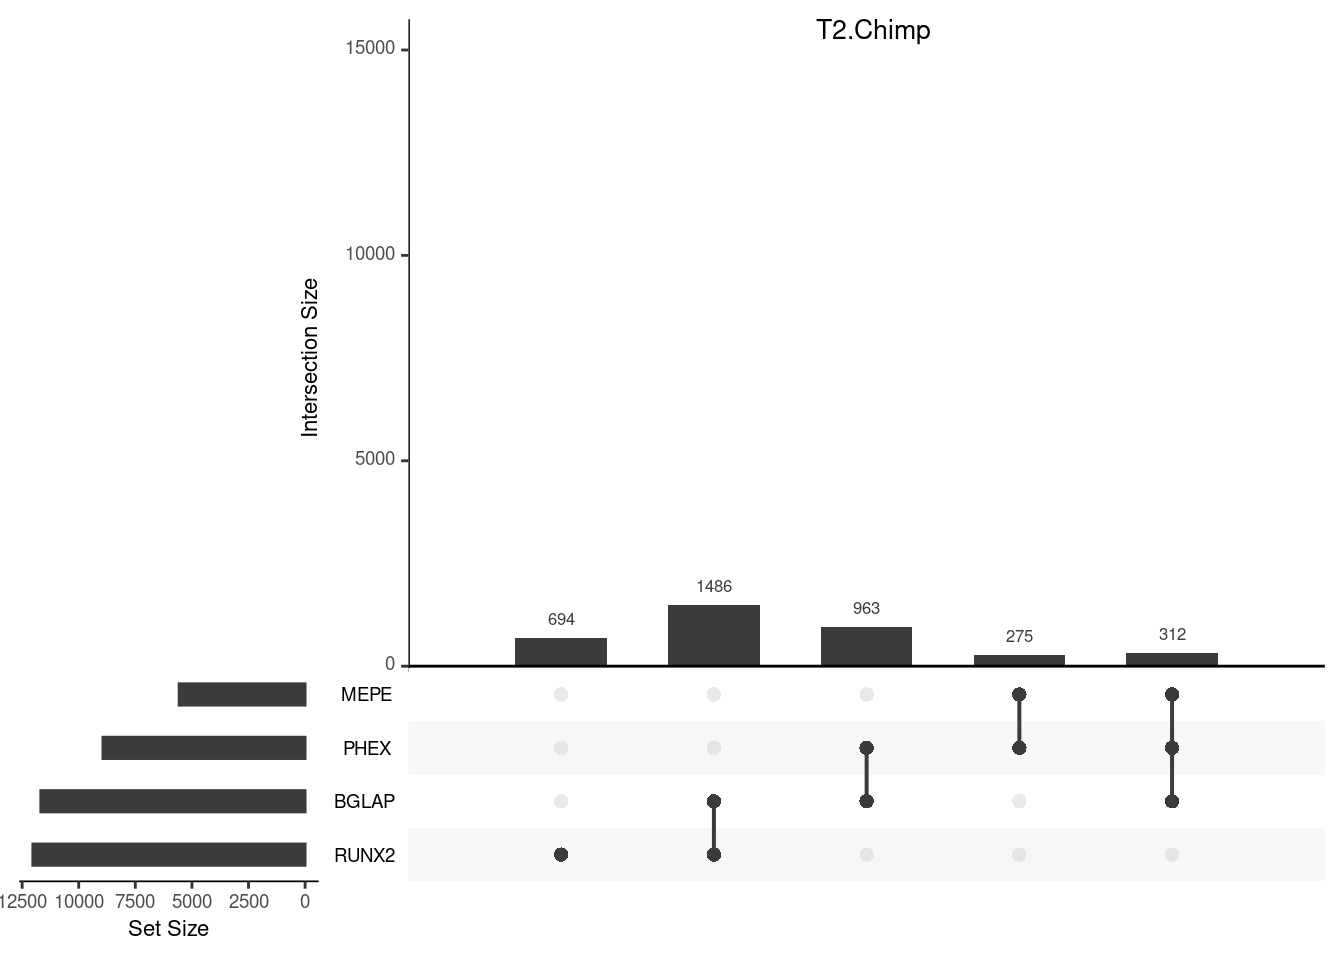 T2.Chimp
15000
10000
5000
0
Intersection Size
694
1486
963
275
312
MEPE
PHEX
BGLAP
RUNX2
12500 10000 7500 5000 2500 0
Set Size